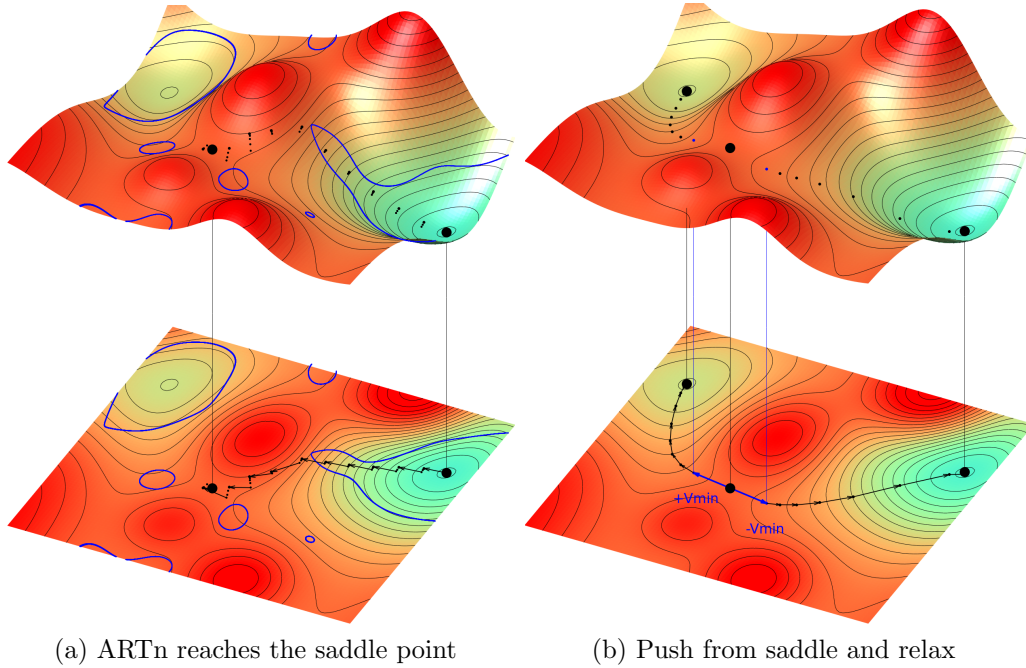 +Vmin
-Vmin
(a) ARTn reaches the saddle point
(b) Push from saddle and relax